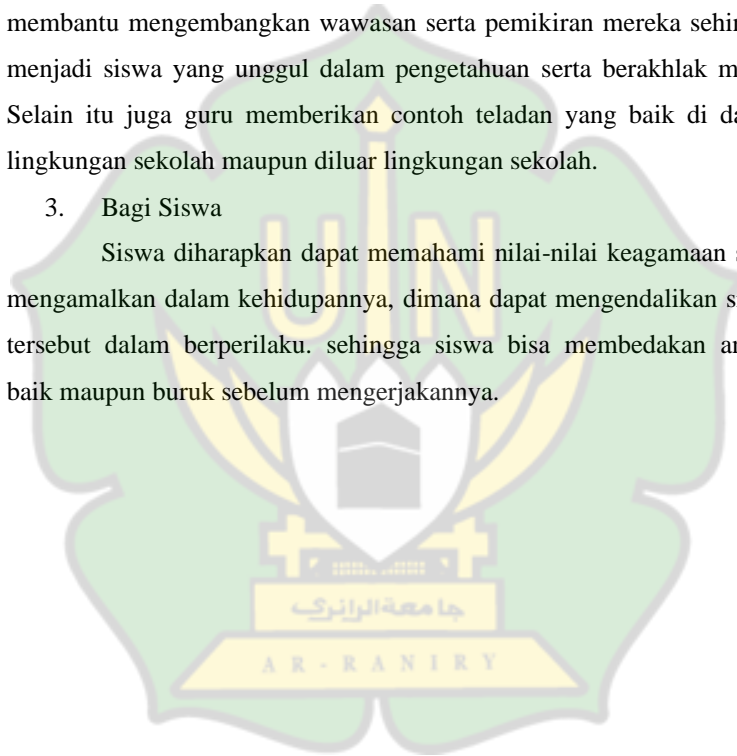 membantu mengembangkan wawasan serta pemikiran mereka sehin
menjadi siswa yang unggul dalam pengetahuan serta berakhlak m
Selain itu juga guru memberikan contoh teladan yang baik di da
lingkungan sekolah maupun diluar lingkungan sekolah.
3. Bagi Siswa
Siswa diharapkan dapat memahami nilai-nilai keagamaan s
mengamalkan dalam kehidupannya, dimana dapat mengendalikan s
tersebut dalam berperilaku. sehingga siswa bisa membedakan an
baik maupun buruk sebelum mengerjakannya.
UIN
جامعة الرانري
AR-RANIRY